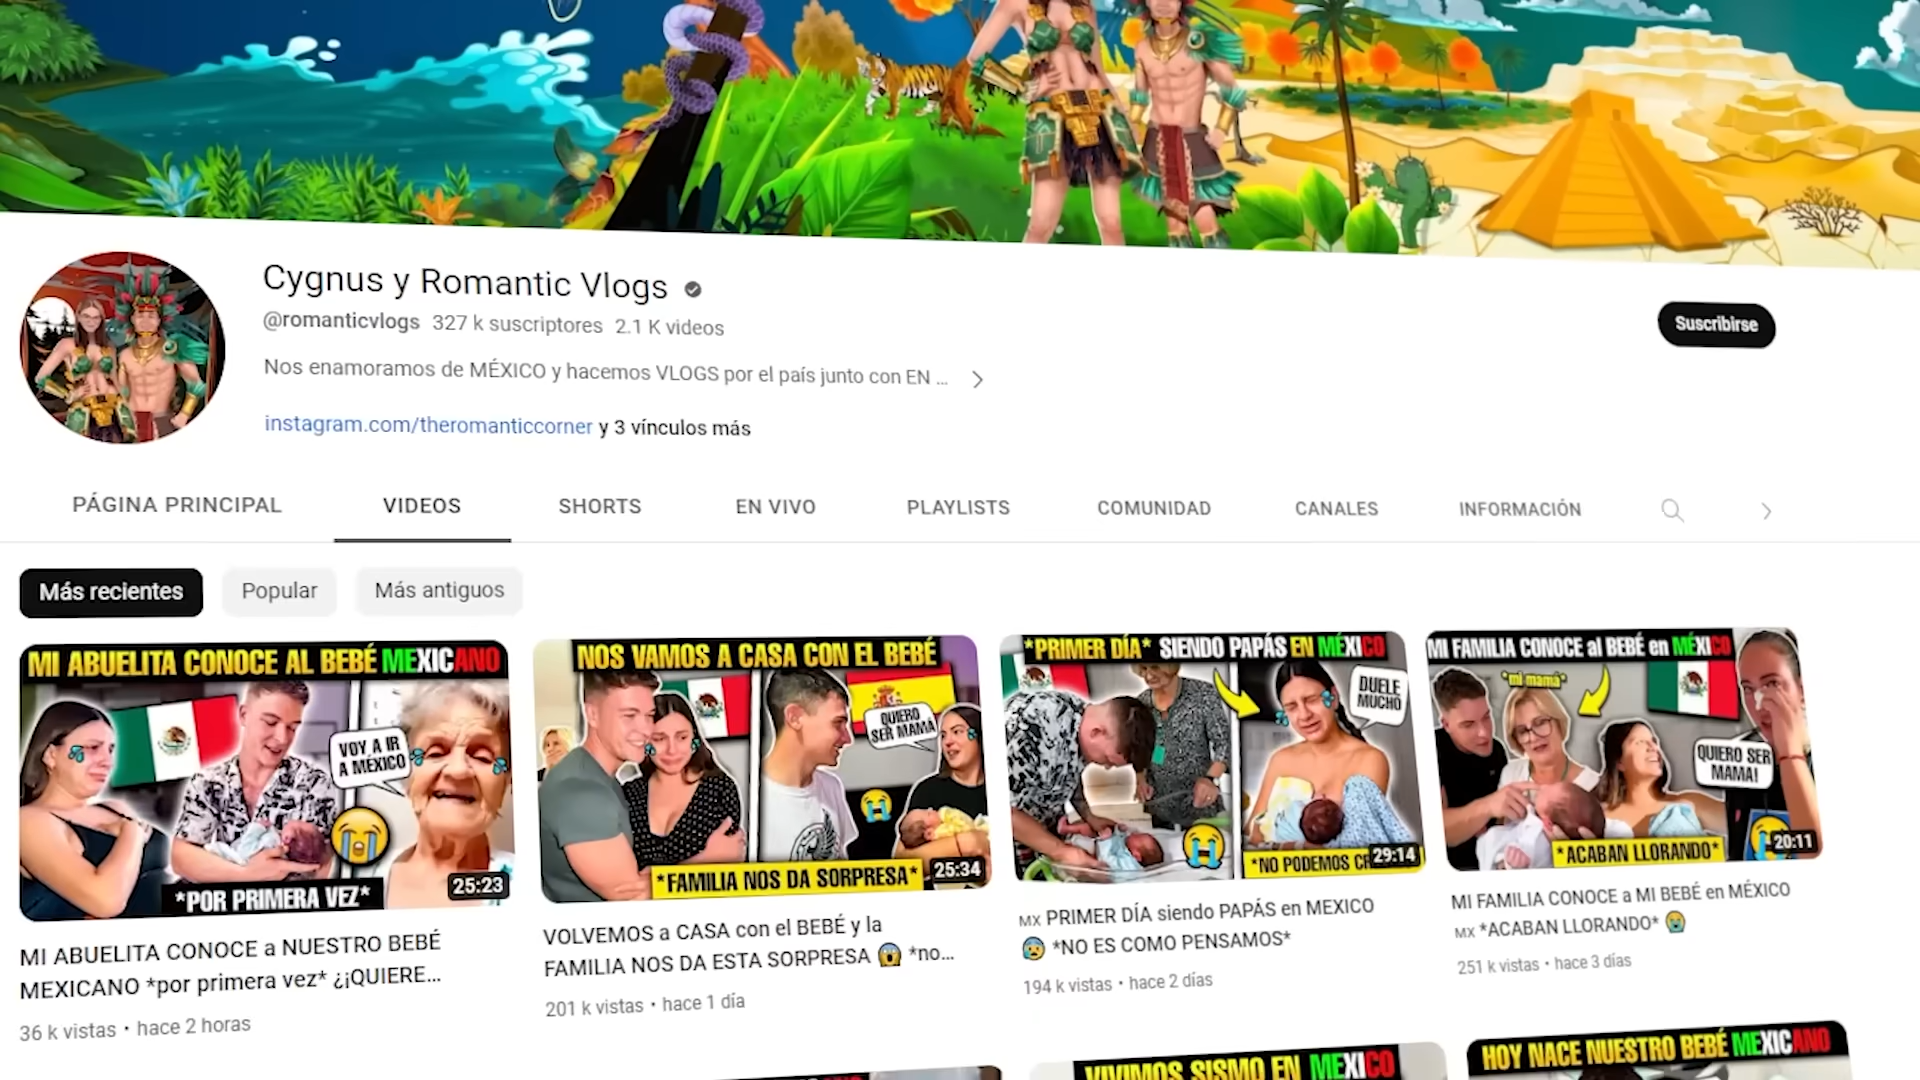 Cygnus y Romantic Vlogs
@romanticvlogs 327 k suscriptores 2.1 K videos
Nos enamoramos de MÉXICO y hacemos VLOGS por el país junto con EN ...
instagram.com/theromanticcorner y 3 vínculos más
Suscribirse
PÁGINA PRINCIPAL
VIDEOS
SHORTS
EN VIVO
PLAYLISTS
COMUNIDAD
CANALES
INFORMACIÓN
Más recientes
Popular
Más antiguos
MI ABUELITA CONOCE AL BEBÉ MEXICANO
VOY A IR
A MEXICO
*POR PRIMERA VEZ*
25:23
MI ABUELITA CONOCE a NUESTRO BEBÉ
MEXICANO *por primera vez* ¿¡QUIERE...
36 k vistas • hace 2 horas
NOS VAMOS A CASA CON EL BEBÉ
QUIERO
SER MAMÁ
*FAMILIA NOS DA SORPRESA*
25:34
VOLVEMOS a CASA con el BEBÉ y la
FAMILIA NOS DA ESTA SORPRESA 😱 *no...
201 k vistas • hace 1 día
*PRIMER DÍA* SIENDO PAPÁS EN MÉXICO
DUELE
MUCHO
*NO PODEMOS CR
29:14
MX PRIMER DÍA siendo PAPÁS en MEXICO
😰 *NO ES COMO PENSAMOS*
194 k vistas • hace 2 días
MI FAMILIA CONOCE al BEBÉ en MÉXICO
*mi mamá*
QUIERO SER
MAMA!
*ACABAN LLORANDO*
20:11
MI FAMILIA CONOCE a MI BEBÉ en MÉXICO
MX *ACABAN LLORANDO* 😭
251 k vistas • hace 3 días
VIVIMOS SISMO EN MEXICO
HOY NACE NUESTRO BEBÉ MEXICANO